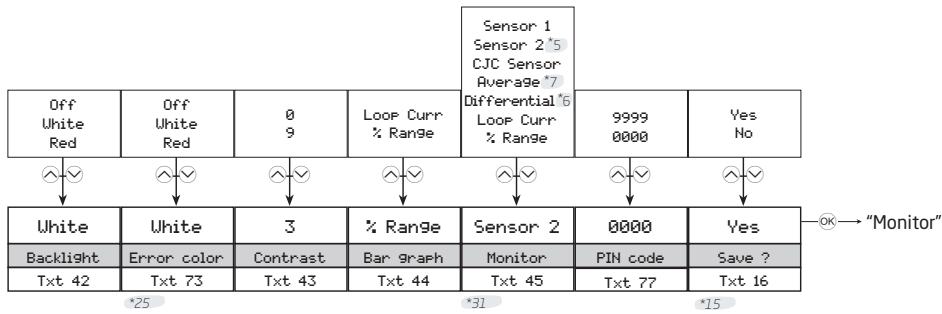 Sensor 1
Sensor 2 *5
CJC Sensor
Average *7
Differential *6
Loop Curr
% Range
Off
White
Red
Off
White
Red
0
9
Loop Curr
% Range
9999
0000
Yes
No
White
White
3
% Range
Sensor 2
0000
Yes
OK
"Monitor"
Backlight
Error color
Contrast
Bar graph
Monitor
PIN code
Save ?
Txt 42
Txt 73
Txt 43
Txt 44
Txt 45
Txt 77
Txt 16
*25
*31
*15